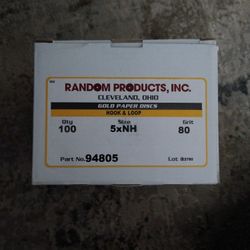 RANDOM PRODUCTS, INC.
CLEVELAND, OHIO
GOLD PAPER DISCS
HOOK & LOOP
Qty Size Grit
100 5xNH 80
Part No. 94805 Lot